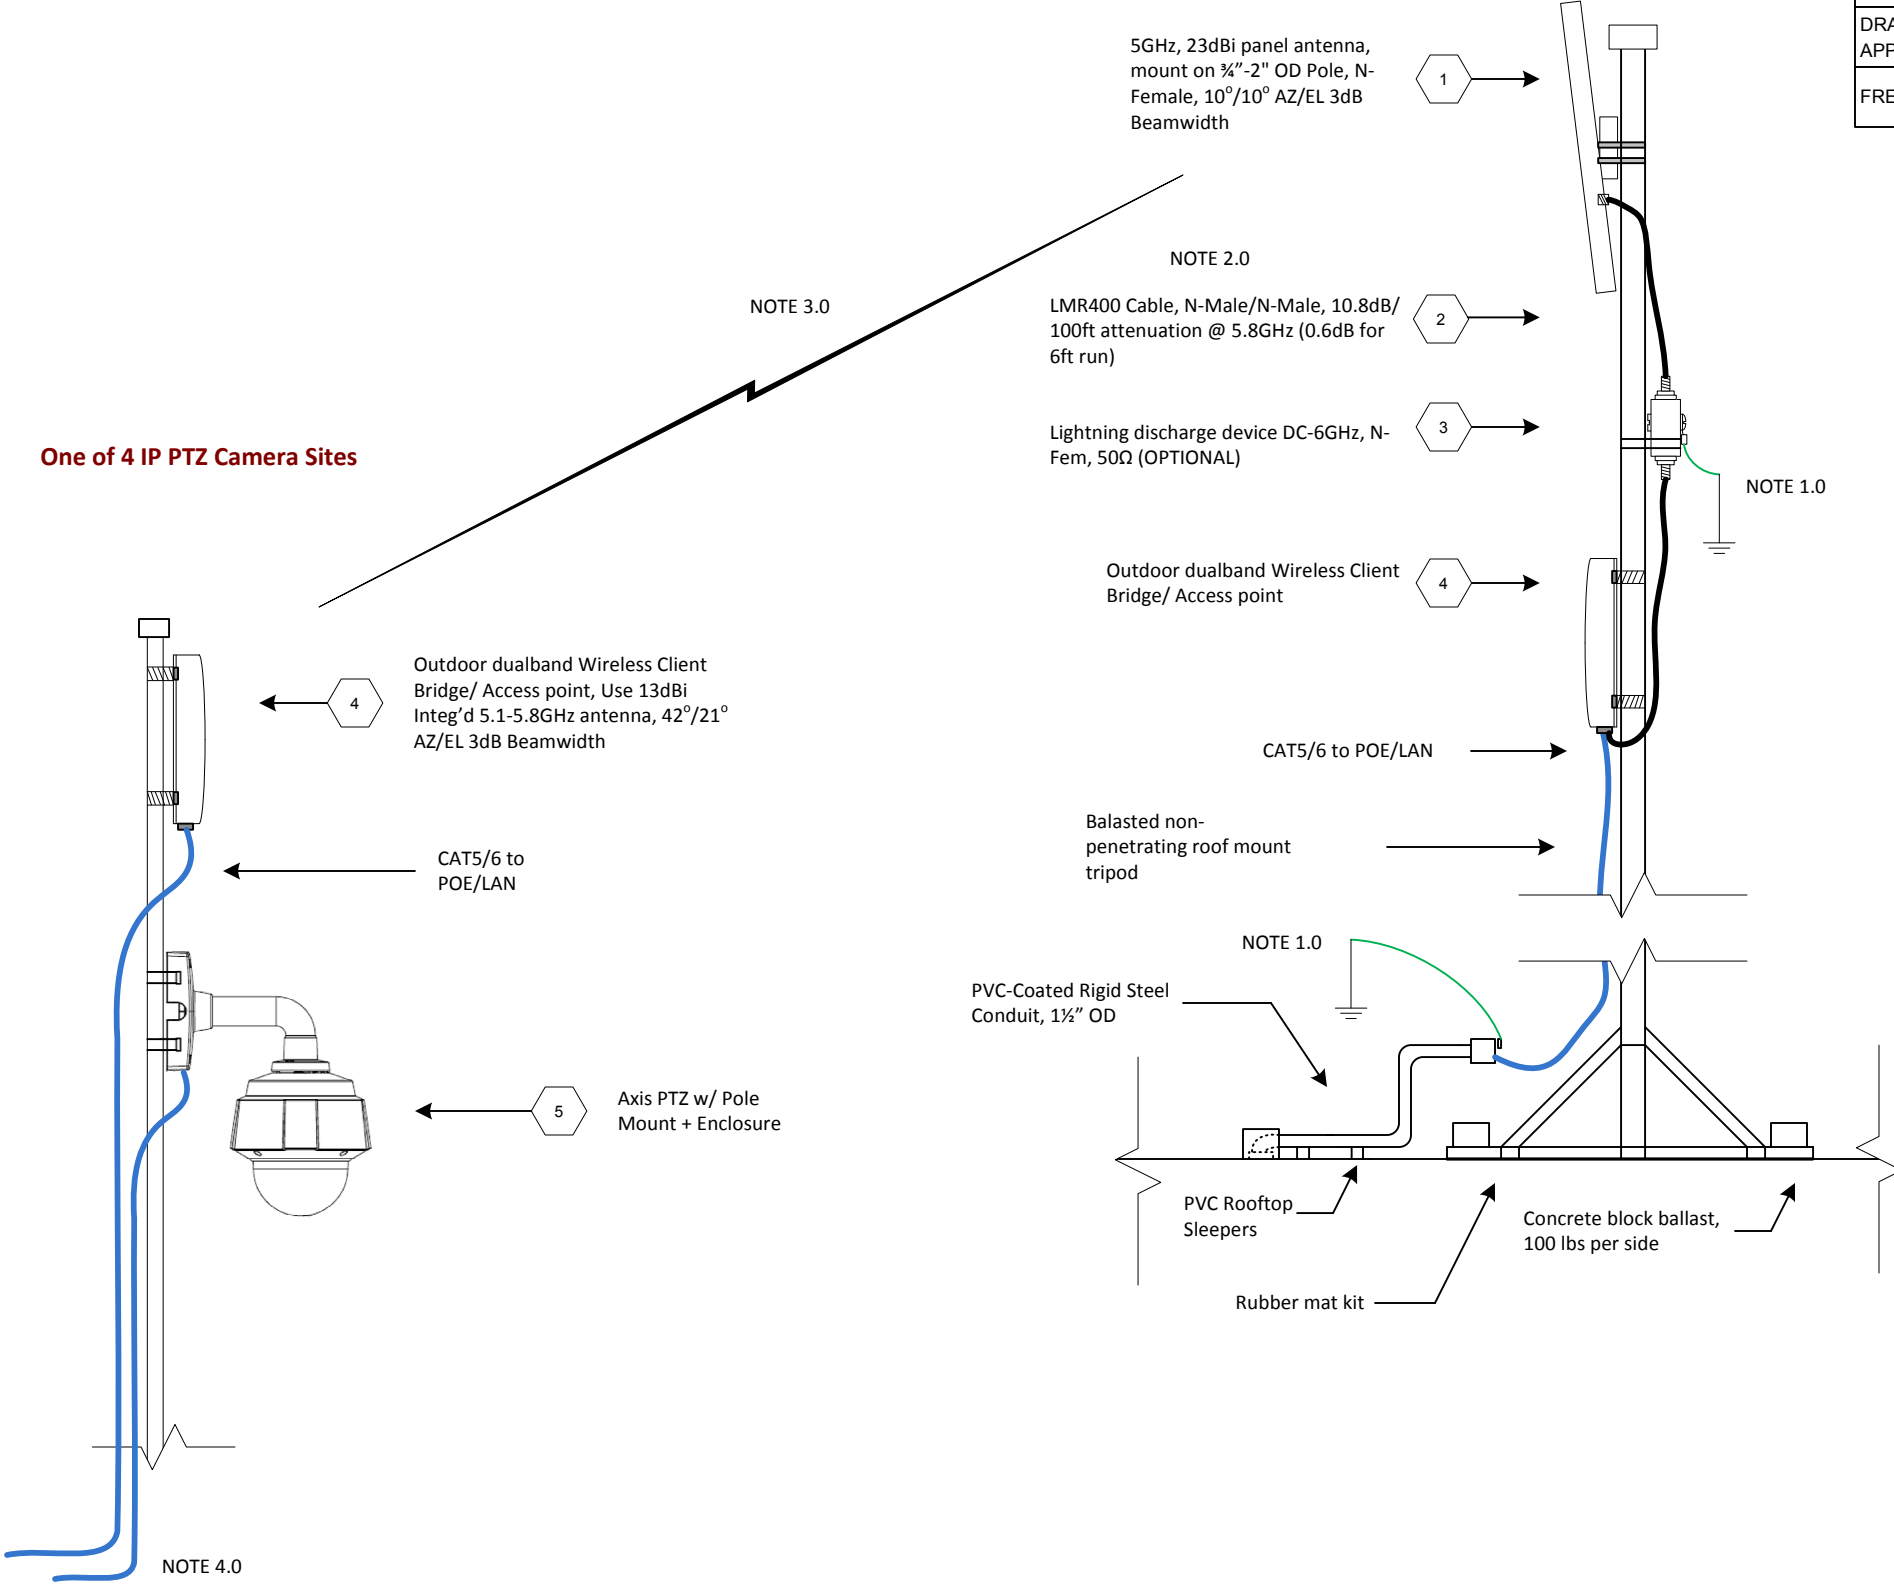 5GHz, 23dBi panel antenna,
mount on ¾”-2" OD Pole, N-
Female, 10°/10° AZ/EL 3dB
Beamwidth
1
NOTE 2.0
NOTE 3.0
LMR400 Cable, N-Male/N-Male, 10.8dB/
100ft attenuation @ 5.8GHz (0.6dB for
6ft run)
2
Lightning discharge device DC-6GHz, N-
Fem, 50Ω (OPTIONAL)
3
NOTE 1.0
One of 4 IP PTZ Camera Sites
Outdoor dualband Wireless Client
Bridge/ Access point
4
Outdoor dualband Wireless Client
Bridge/ Access point, Use 13dBi
Integ’d 5.1-5.8GHz antenna, 42°/21°
AZ/EL 3dB Beamwidth
4
CAT5/6 to POE/LAN
Balasted non-
penetrating roof mount
tripod
CAT5/6 to
POE/LAN
NOTE 1.0
PVC-Coated Rigid Steel
Conduit, 1½” OD
5
Axis PTZ w/ Pole
Mount + Enclosure
PVC Rooftop
Sleepers
Concrete block ballast,
100 lbs per side
Rubber mat kit
NOTE 4.0
DRA
APP
FRE